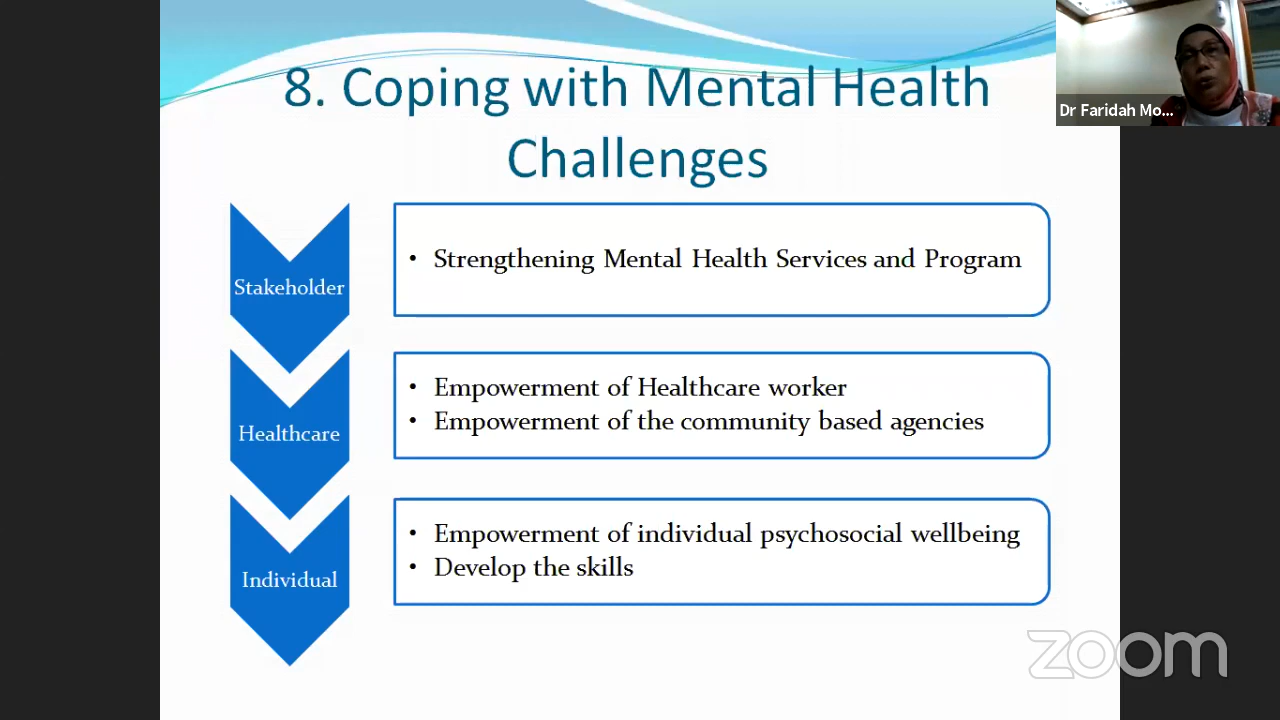 8. Coping with Mental Health
Challenges
Dr Faridah Mo...
Stakeholder
• Strengthening Mental Health Services and Program
Healthcare
• Empowerment of Healthcare worker
• Empowerment of the community based agencies
Individual
• Empowerment of individual psychosocial wellbeing
• Develop the skills
zoom